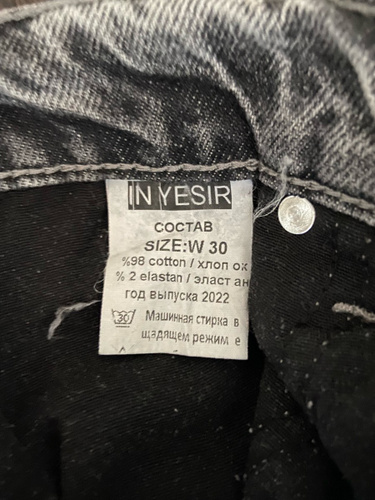 IN YESIR
СОСТАВ
SIZE:W 30
%98 cotton / хлоп ок
% 2 elastan / эласт ан
год выпуска 2022
30 Машинная стирка в
щадящем режим е